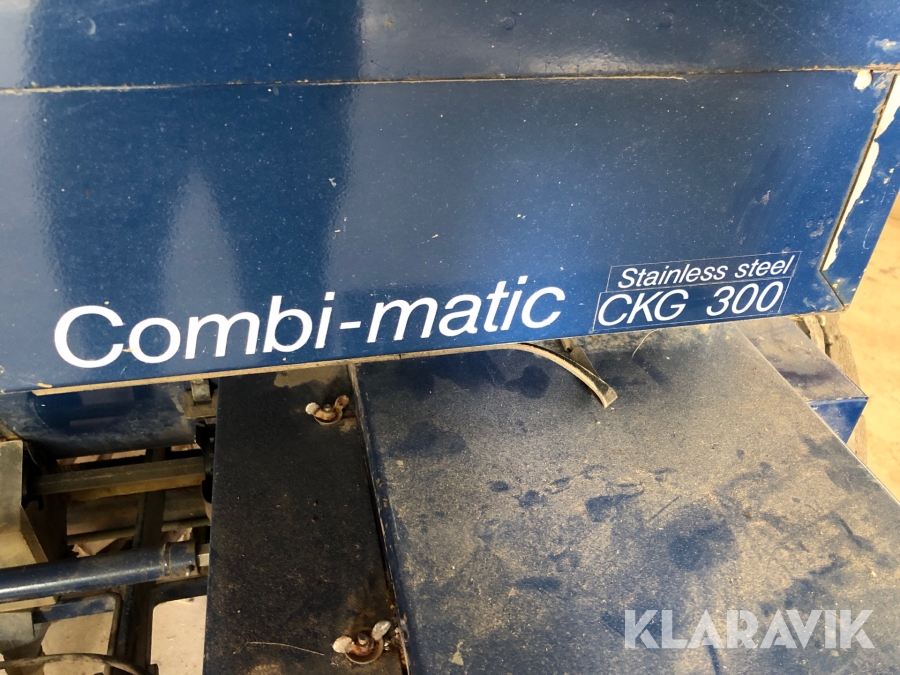 Stainless steel
Combi-matic CKG 300
KLARAVIK